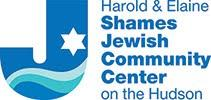 Harold & Elaine
Shames
Jewish
Community
Center
on the Hudson